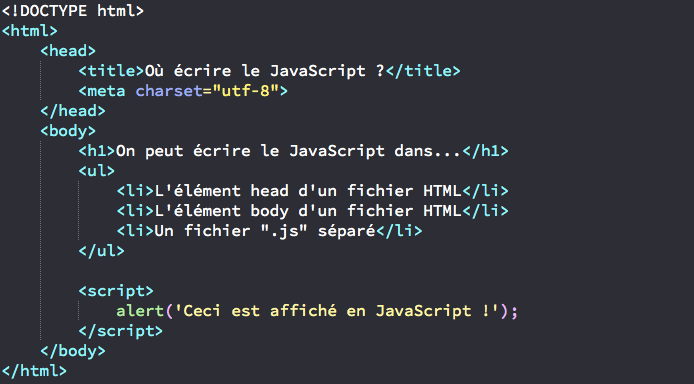 <!DOCTYPE html>
<html>
    <head>
        <title>Où écrire le JavaScript ?</title>
        <meta charset="utf-8">
    </head>
    <body>
        <h1>On peut écrire le JavaScript dans...</h1>
        <ul>
            <li>L'élément head d'un fichier HTML</li>
            <li>L'élément body d'un fichier HTML</li>
            <li>Un fichier ".js" séparé</li>
        </ul>

        <script>
            alert('Ceci est affiché en JavaScript !');
        </script>
    </body>
</html>